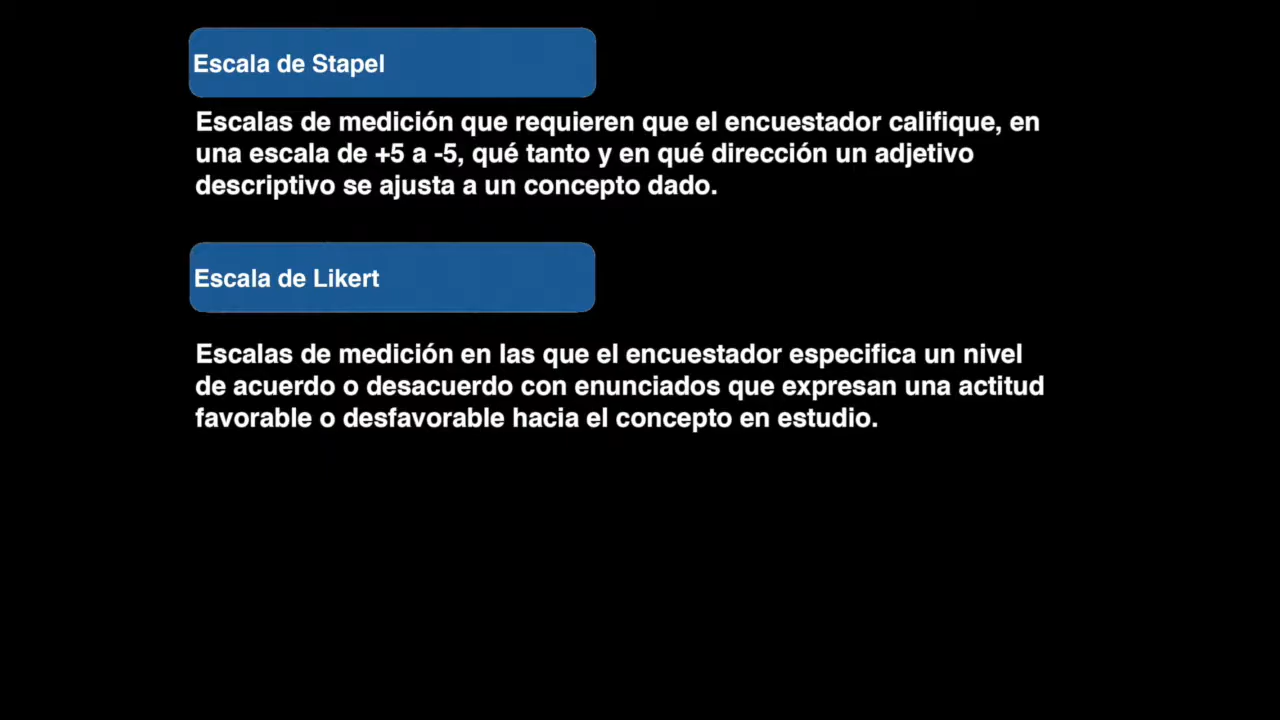 Escala de Stapel
Escalas de medición que requieren que el encuestador califique, en
una escala de +5 a -5, qué tanto y en qué dirección un adjetivo
descriptivo se ajusta a un concepto dado.
Escala de Likert
Escalas de medición en las que el encuestador especifica un nivel
de acuerdo o desacuerdo con enunciados que expresan una actitud
favorable o desfavorable hacia el concepto en estudio.